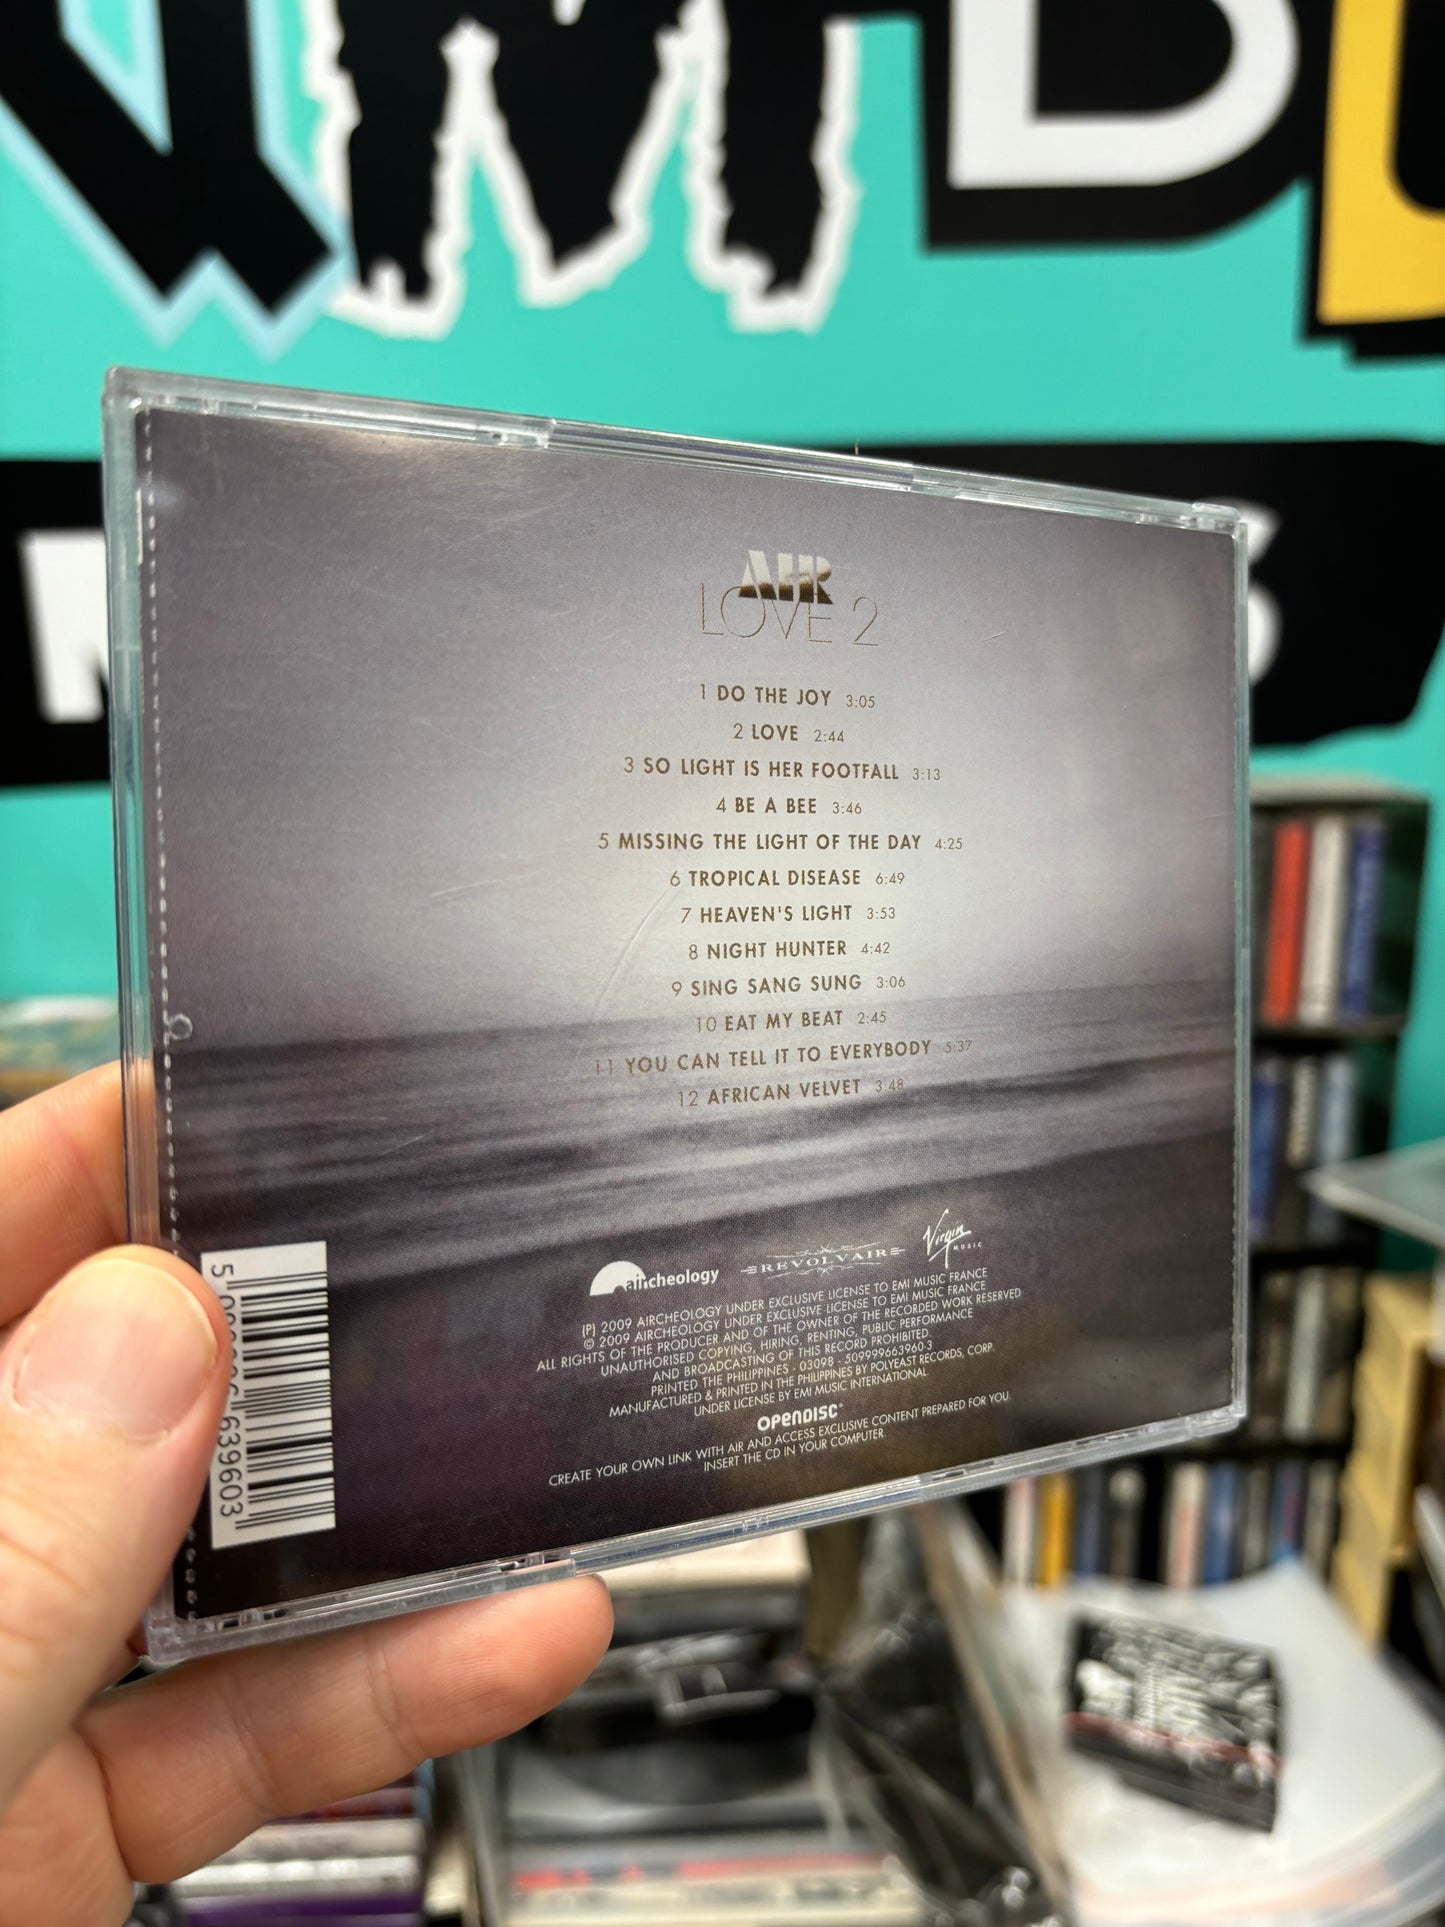 AIR
LOVE 2
1 DO THE JOY 3:05
2 LOVE 2:44
3 SO LIGHT IS HER FOOTFALL 3:13
4 BE A BEE 3:46
5 MISSING THE LIGHT OF THE DAY 4:25
6 TROPICAL DISEASE 6:49
7 HEAVEN'S LIGHT 3:53
8 NIGHT HUNTER 4:42
9 SING SANG SUNG 3:06
10 EAT MY BEAT 2:45
11 YOU CAN TELL IT TO EVERYBODY 5:37
12 AFRICAN VELVET 3:48
aircheology
REVOLVAIR
Virgin
MUSIC
(P) 2009 AIRCHEOLOGY UNDER EXCLUSIVE LICENSE TO EMI MUSIC FRANCE
© 2009 AIRCHEOLOGY UNDER EXCLUSIVE LICENSE TO EMI MUSIC FRANCE
ALL RIGHTS OF THE PRODUCER AND OF THE OWNER OF THE RECORDED WORK RESERVED
UNAUTHORISED COPYING, HIRING, RENTING, PUBLIC PERFORMANCE
AND BROADCASTING OF THIS RECORD PROHIBITED
PRINTED THE PHILIPPINES - 03098 - 509999663960-3
MANUFACTURED & PRINTED IN THE PHILIPPINES BY POLYEAST RECORDS, CORP.
UNDER LICENSE BY EMI MUSIC INTERNATIONAL
OPENDISC
CREATE YOUR OWN LINK WITH AIR AND ACCESS EXCLUSIVE CONTENT PREPARED FOR YOU.
INSERT THE CD IN YOUR COMPUTER
639603